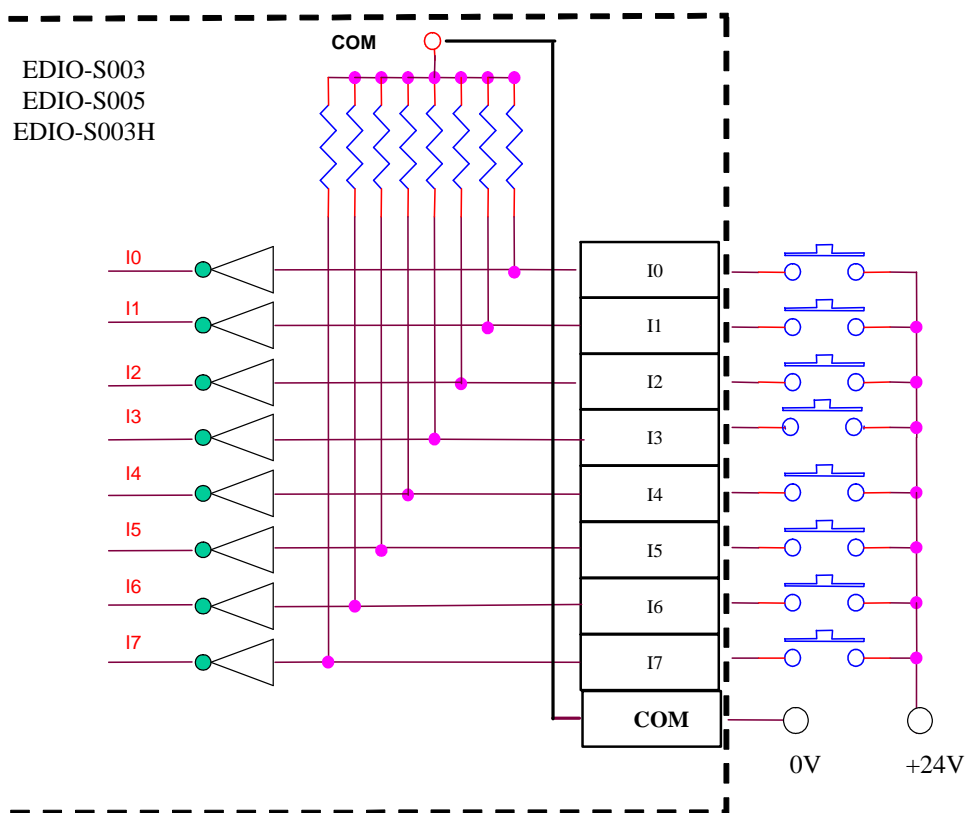 COM
EDIO-S003
EDIO-S005
EDIO-S003H
I0
I0
I1
I1
I2
I2
I3
I3
I4
I4
I5
I5
I6
I6
I7
I7
COM
0V
+24V